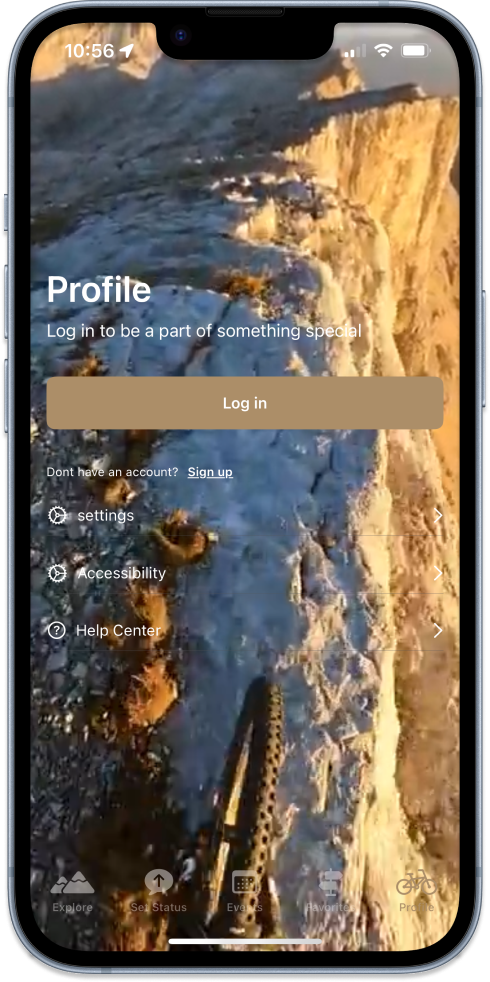 10:56
Profile
Log in to be a part of something special
Log in
Dont have an account? Sign up
settings
Accessibility
Help Center
Explore
Set Status
Events
Favorites
Profile